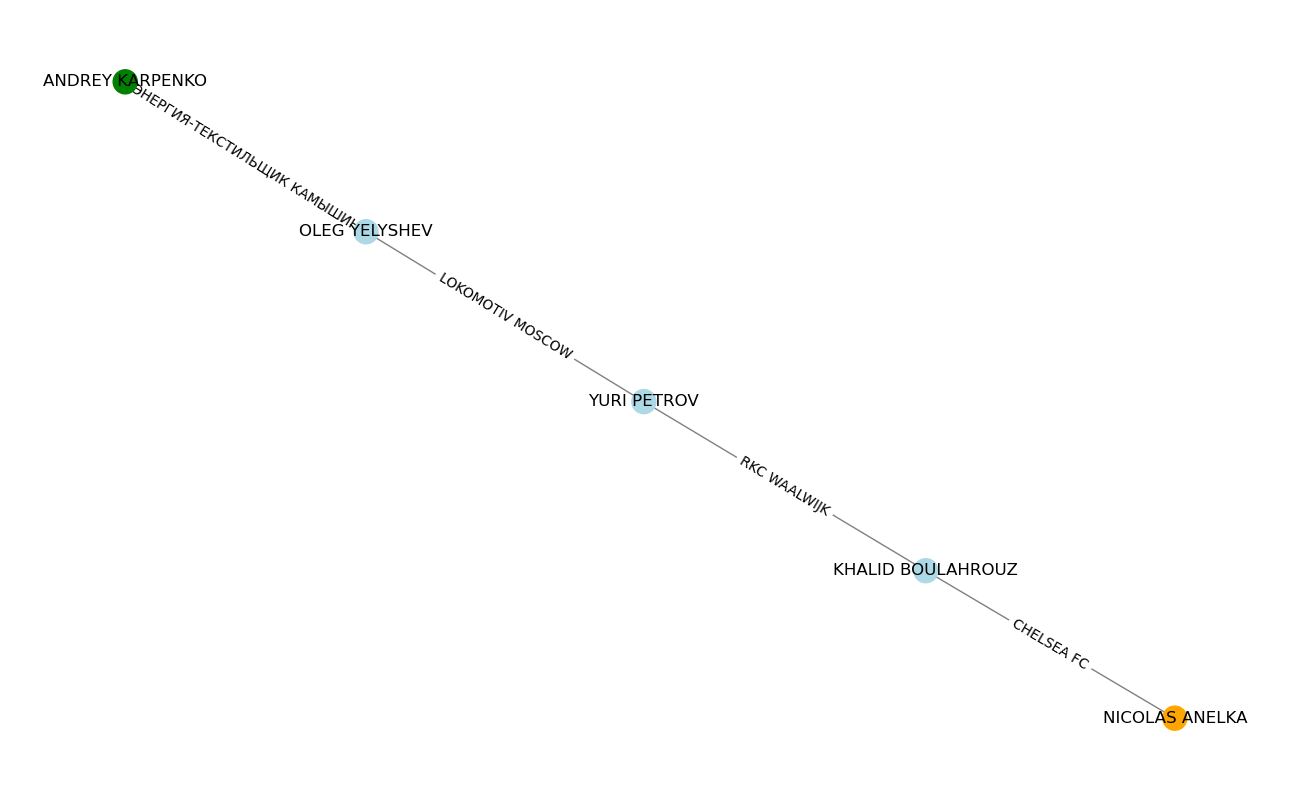 ANDREY KARPENKO
ЭНЕРГИЯ-ТЕКСТИЛЬЩИК КАМЫШИН
OLEG YELYSHEV
LOKOMOTIV MOSCOW
YURI PETROV
RKC WAALWIJK
KHALID BOULAHROUZ
CHELSEA FC
NICOLAS ANELKA